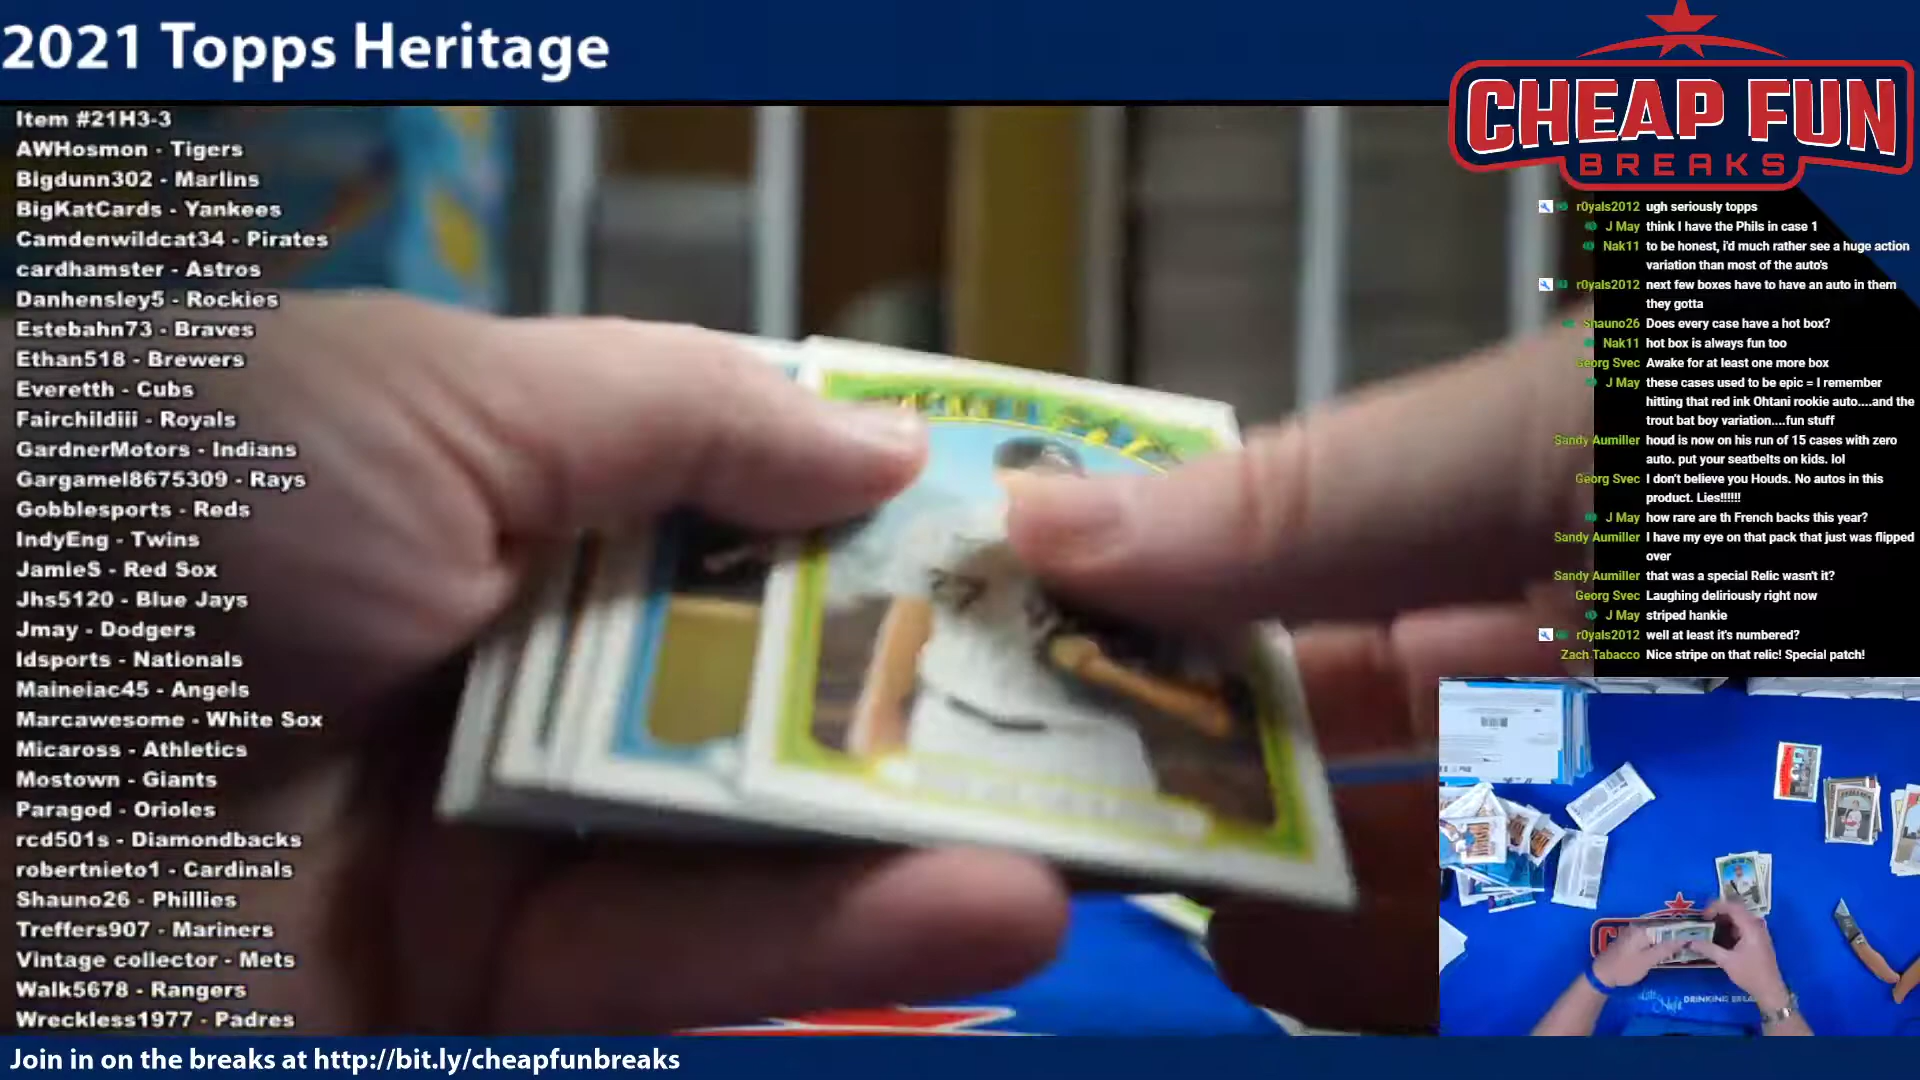 2021 Topps Heritage
CHEAP FUN
BREAKS
Item #21H3-3
AWHosmon - Tigers
Bigdunn302 - Marlins
BigKatCards - Yankees
Camdenwildcat34 - Pirates
cardhamster - Astros
Danhensley5 - Rockies
Estebahn73 - Braves
Ethan518 - Brewers
Everetth - Cubs
Fairchildiii - Royals
GardnerMotors - Indians
Gargamel8675309 - Rays
Gobblesports - Reds
IndyEng - Twins
JamieS - Red Sox
Jhs5120 - Blue Jays
Jmay - Dodgers
ldsports - Nationals
Maineiac45 - Angels
Marcawesome - White Sox
Micaross - Athletics
Mostown - Giants
Paragod - Orioles
rcd501s - Diamondbacks
robertnieto1 - Cardinals
Shauno26 - Phillies
Treffers907 - Mariners
Vintage collector - Mets
Walk5678 - Rangers
Wreckless1977 - Padres
r0yals2012 ugh seriously topps
J May think I have the Phils in case 1
Nak11 to be honest, i'd much rather see a huge action
variation than most of the auto's
r0yals2012 next few boxes have to have an auto in them
they gotta
Shauno26 Does every case have a hot box?
Nak11 hot box is always fun too
Georg Svec Awake for at least one more box
J May these cases used to be epic = I remember
hitting that red ink Ohtani rookie auto....and the
trout bat boy variation....fun stuff
Sandy Aumiller houd is now on his run of 15 cases with zero
auto. put your seatbelts on kids. lol
Georg Svec I don't believe you Houds. No autos in this
product. Lies!!!!!!
J May how rare are th French backs this year?
Sandy Aumiller I have my eye on that pack that just was flipped
over
Sandy Aumiller that was a special Relic wasn't it?
Georg Svec Laughing deliriously right now
J May striped hankie
r0yals2012 well at least it's numbered?
Zach Tabacco Nice stripe on that relic! Special patch!
Join in on the breaks at http://bit.ly/cheapfunbreaks